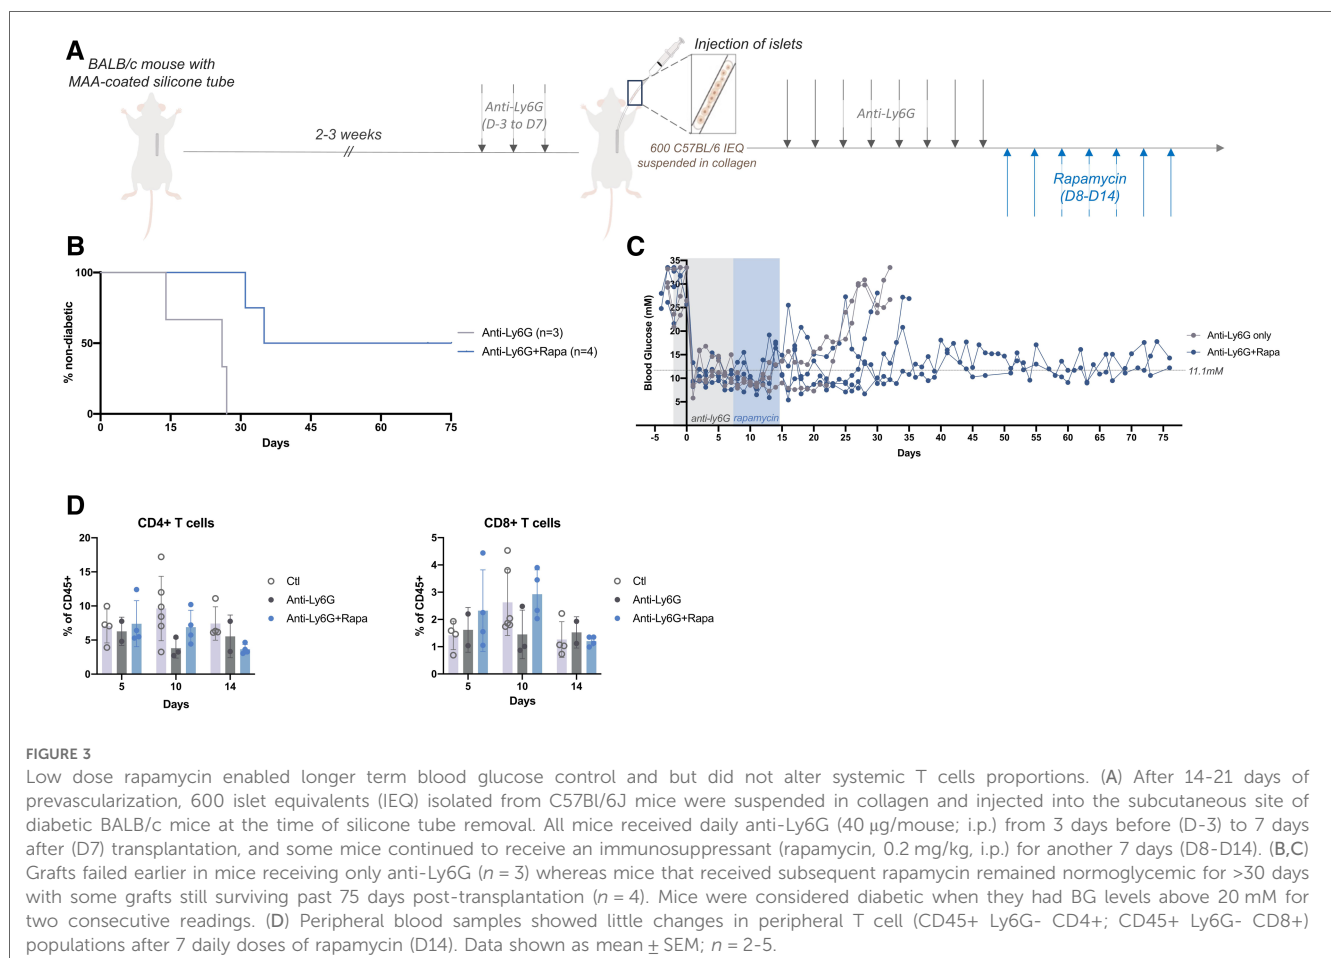 A
BALB/c mouse with
MAA-coated silicone tube
2-3 weeks
Anti-Ly6G
(D-3 to D7)
Injection of islets
600 C57BL/6 IEQ
suspended in collagen
Anti-Ly6G
Rapamycin
(D8-D14)
B
% non-diabetic
100
50
0
0 15 30 45 60 75
Days
Anti-Ly6G (n=3)
Anti-Ly6G+Rapa (n=4)
C
Blood Glucose (mM)
35
30
25
20
15
10
5
anti-ly6G rapamycin
-5 0 5 10 15 20 25 30 35 40 45 50 55 60 65 70 75
Days
Anti-Ly6G only
Anti-Ly6G+Rapa
11.1mM
D
CD4+ T cells
% of CD45+
20
15
10
5
0
5 10 14
Days
Ctl
Anti-Ly6G
Anti-Ly6G+Rapa
CD8+ T cells
% of CD45+
5
4
3
2
1
0
5 10 14
Days
Ctl
Anti-Ly6G
Anti-Ly6G+Rapa
FIGURE 3
Low dose rapamycin enabled longer term blood glucose control and but did not alter systemic T cells proportions. (A) After 14-21 days of
prevascularization, 600 islet equivalents (IEQ) isolated from C57Bl/6J mice were suspended in collagen and injected into the subcutaneous site of
diabetic BALB/c mice at the time of silicone tube removal. All mice received daily anti-Ly6G (40 μg/mouse; i.p.) from 3 days before (D-3) to 7 days
after (D7) transplantation, and some mice continued to receive an immunosuppressant (rapamycin, 0.2 mg/kg, i.p.) for another 7 days (D8-D14). (B,C)
Grafts failed earlier in mice receiving only anti-Ly6G (n = 3) whereas mice that received subsequent rapamycin remained normoglycemic for >30 days
with some grafts still surviving past 75 days post-transplantation (n = 4). Mice were considered diabetic when they had BG levels above 20 mM for
two consecutive readings. (D) Peripheral blood samples showed little changes in peripheral T cell (CD45+ Ly6G- CD4+; CD45+ Ly6G- CD8+)
populations after 7 daily doses of rapamycin (D14). Data shown as mean ± SEM; n = 2-5.